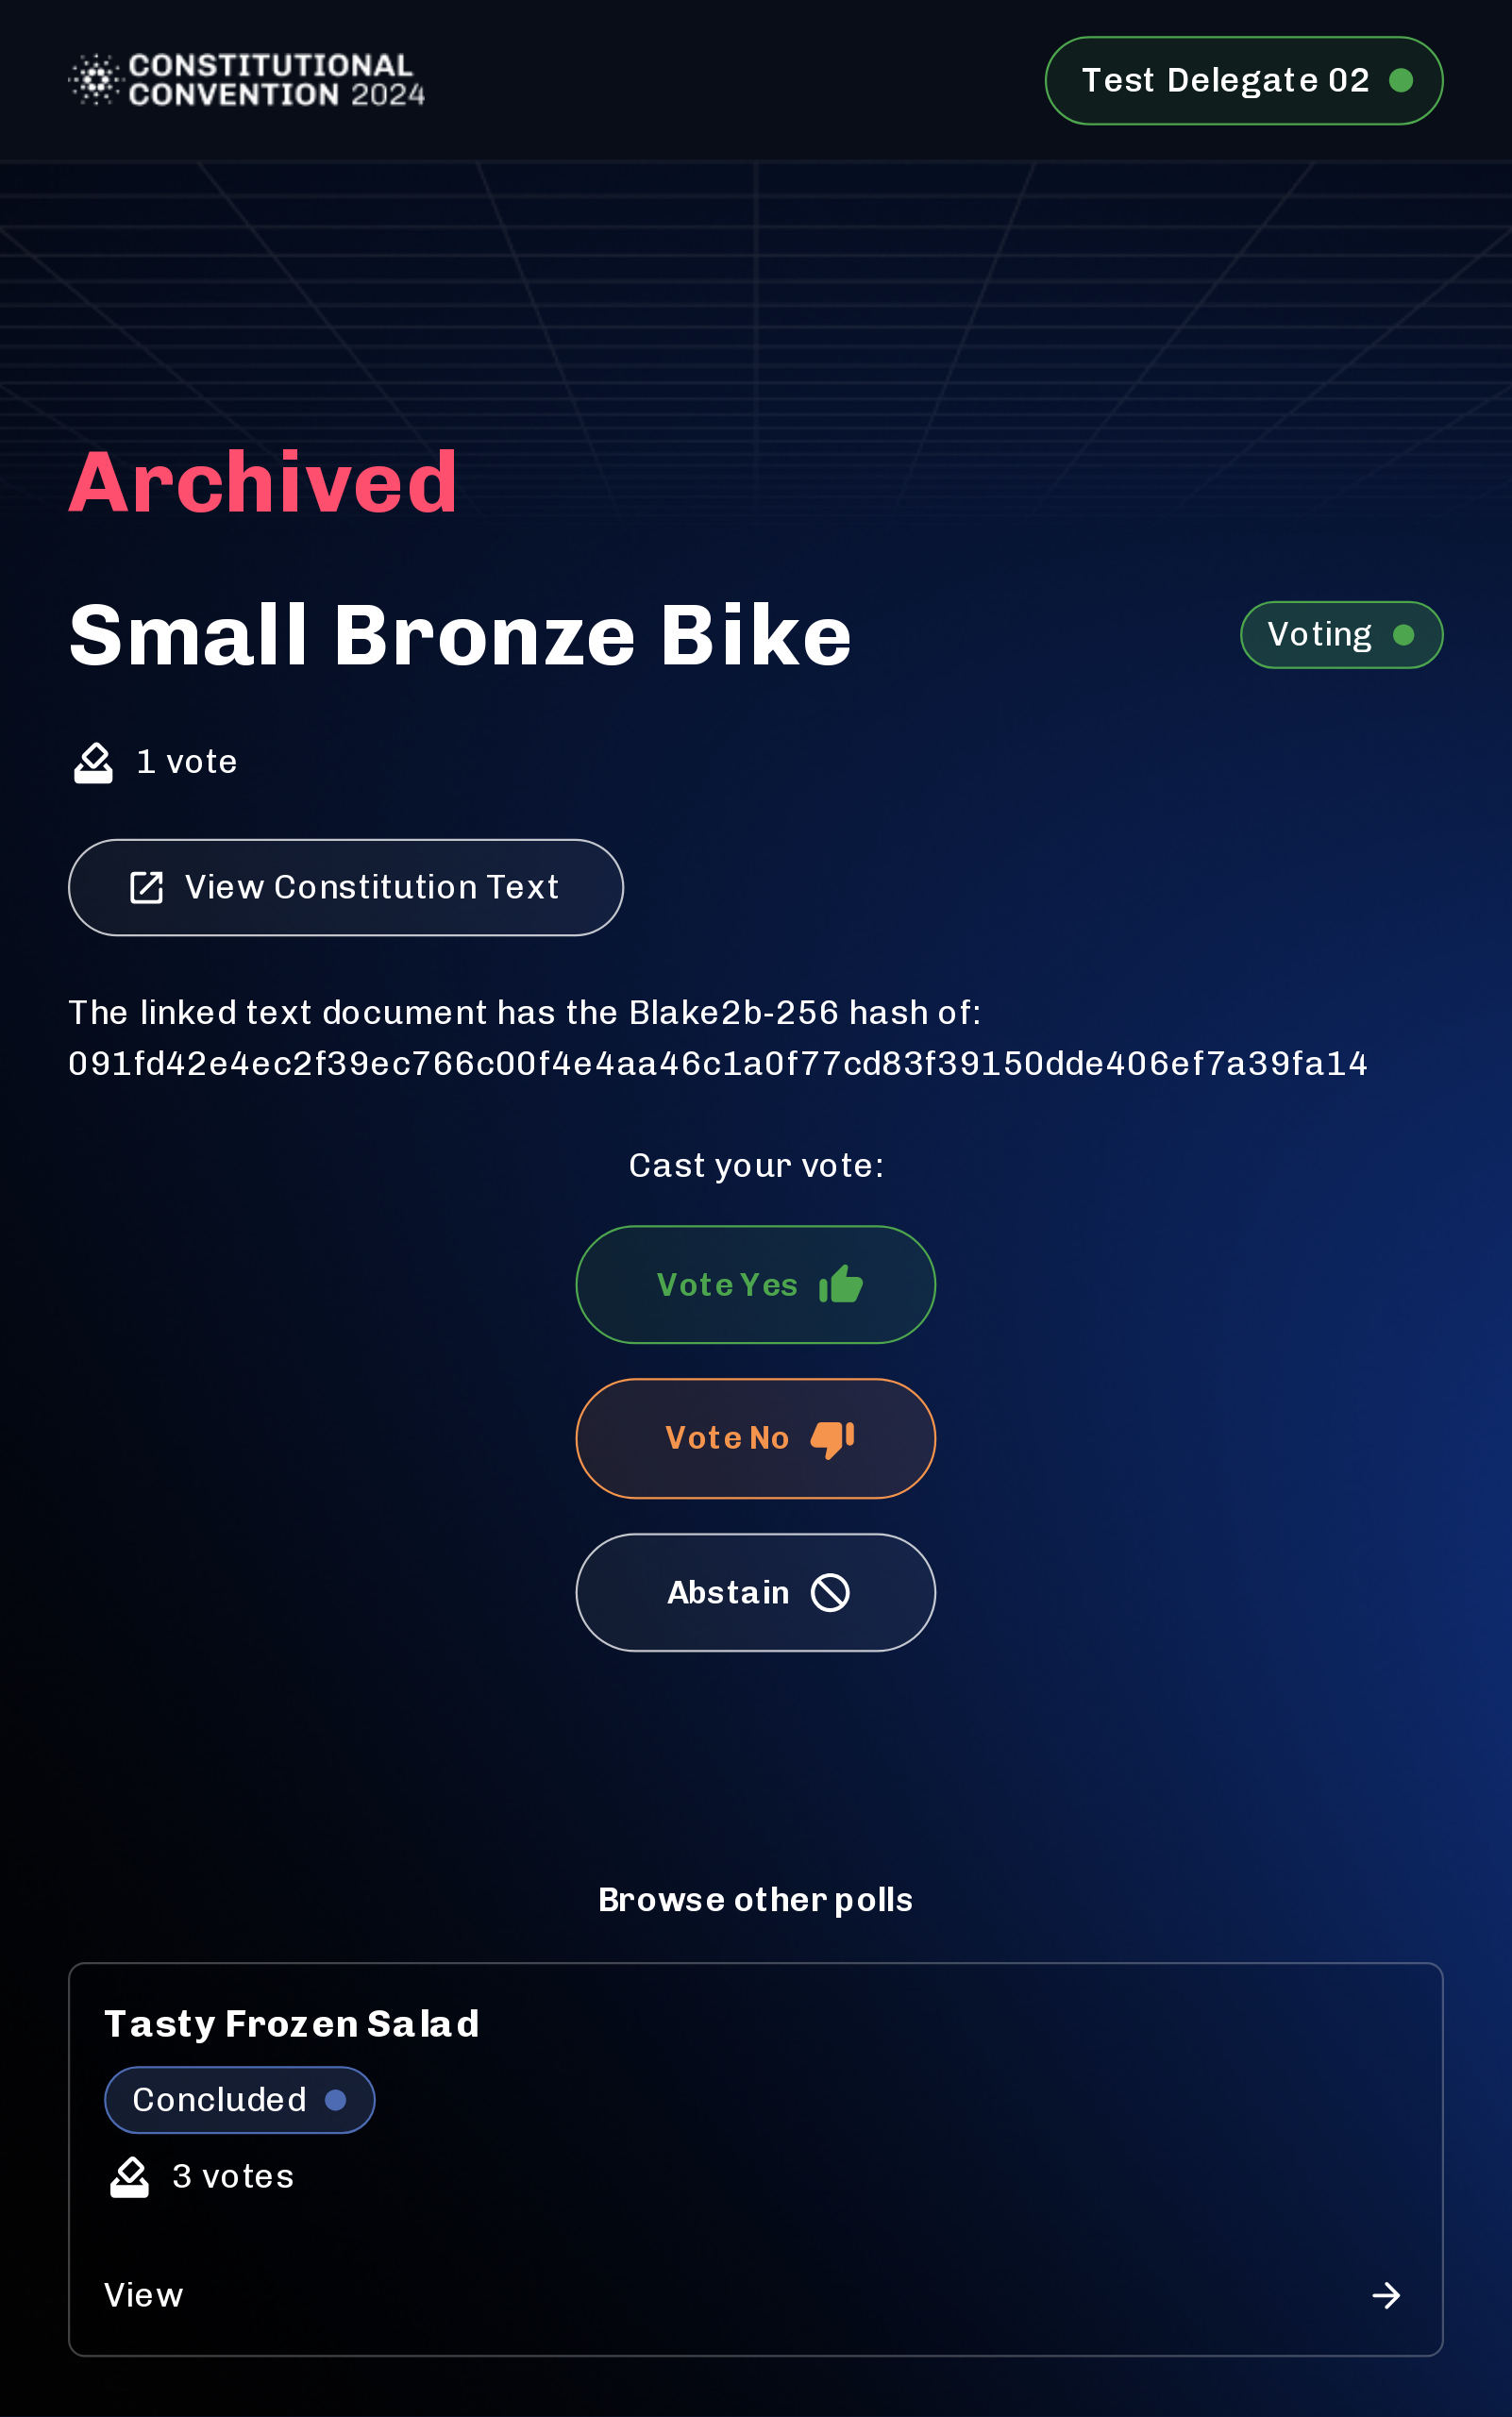 CONSTITUTIONAL
CONVENTION 2024
Test Delegate 02
Archived
Small Bronze Bike
Voting
1 vote
View Constitution Text
The linked text document has the Blake2b-256 hash of:
091fd42e4ec2f39ec766c00f4e4aa46c1a0f77cd83f39150dde406ef7a39fa14
Cast your vote:
Vote Yes
Vote No
Abstain
Browse other polls
Tasty Frozen Salad
Concluded
3 votes
View